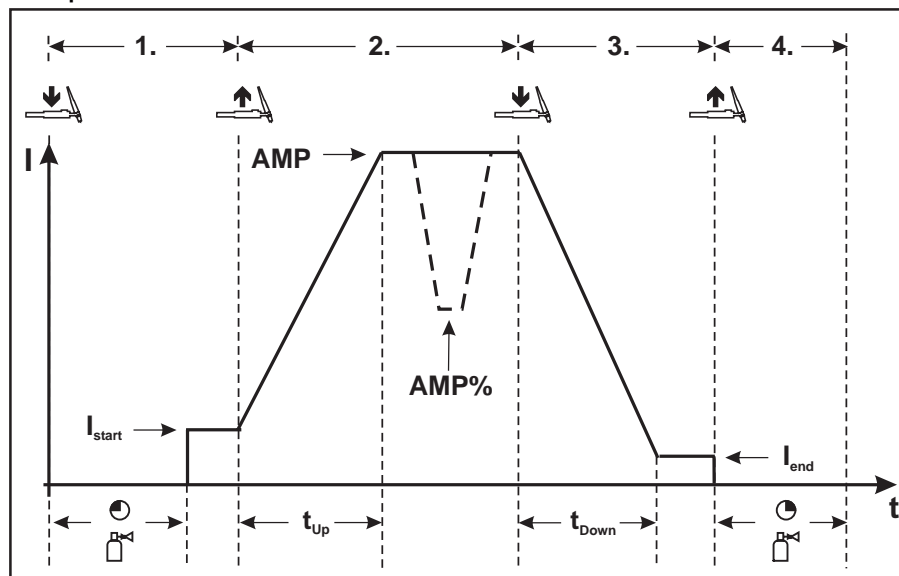 1. 2. 3. 4.
AMP
I
AMP%
Istart
Iend
t
tUp
tDown